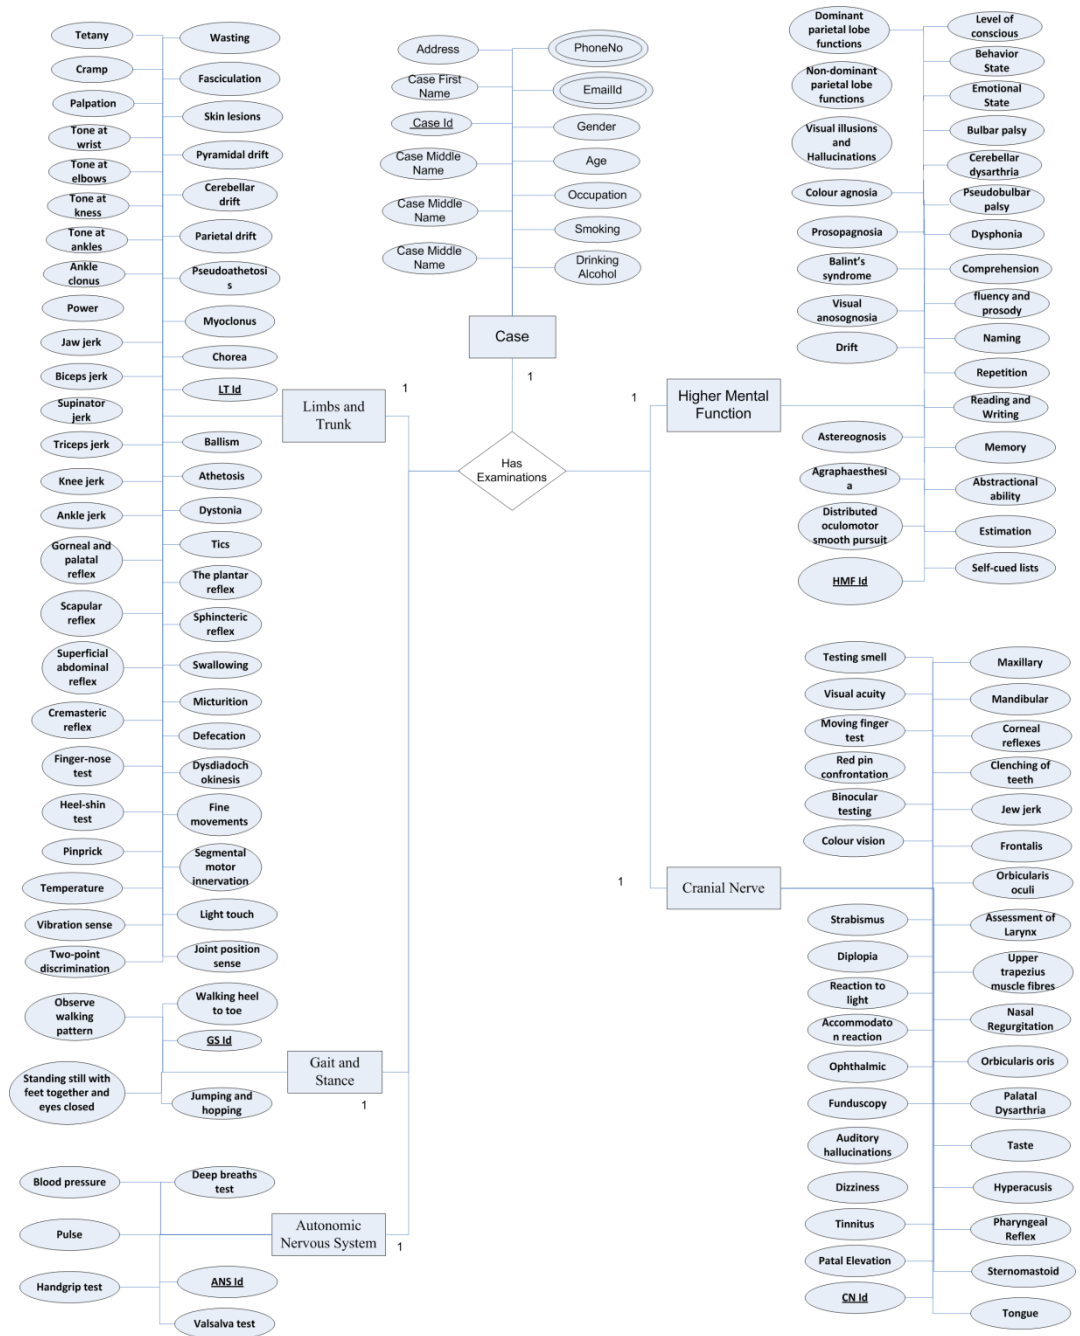 Tetany
Cramp
Palpation
Tone at
wrist
Tone at
elbows
Tone at
kness
Tone at
ankles
Ankle
clonus
Power
Jaw jerk
Biceps jerk
Supinator
jerk
Triceps jerk
Knee jerk
Ankle jerk
Gorneal and
palatal
reflex
Scapular
reflex
Superficial
abdominal
reflex
Cremasteric
reflex
Finger-nose
test
Heel-shin
test
Pinprick
Temperature
Vibration sense
Two-point
discrimination
Wasting
Fasciculation
Skin lesions
Pyramidal drift
Cerebellar
drift
Parietal drift
Pseudoathetosi
s
Myoclonus
Chorea
LT Id
Ballism
Athetosis
Dystonia
Tics
The plantar
reflex
Sphincteric
reflex
Swallowing
Micturition
Defecation
Dysdiadoch
okinesis
Fine
movements
Segmental
motor
innervation
Light touch
Joint position
sense
Limbs and
Trunk
1
Address
Case First
Name
Case Id
Case Middle
Name
Case Middle
Name
Case Middle
Name
PhoneNo
EmailId
Gender
Age
Occupation
Smoking
Drinking
Alcohol
Case
1
Has
Examinations
Dominant
parietal lobe
functions
Non-dominant
parietal lobe
functions
Visual illusions
and
Hallucinations
Colour agnosia
Prosopagnosia
Balint's
syndrome
Visual
anosognosia
Drift
Astereognosis
Agraphaesthesi
a
Distributed
oculomotor
smooth pursuit
HMF Id
Level of
conscious
Behavior
State
Emotional
State
Bulbar palsy
Cerebellar
dysarthria
Pseudobulbar
palsy
Dysphonia
Comprehension
fluency and
prosody
Naming
Repetition
Reading and
Writing
Memory
Abstractional
ability
Estimation
Self-cued lists
1
Higher Mental
Function
Testing smell
Visual acuity
Moving finger
test
Red pin
confrontation
Binocular
testing
Colour vision
Strabismus
Diplopia
Reaction to
light
Accommodato
n reaction
Ophthalmic
Funduscopy
Auditory
hallucinations
Dizziness
Tinnitus
Patal Elevation
CN Id
Maxillary
Mandibular
Corneal
reflexes
Clenching of
teeth
Jew jerk
Frontalis
Orbicularis
oculi
Assessment of
Larynx
Upper
trapezius
muscle fibres
Nasal
Regurgitation
Orbicularis oris
Palatal
Dysarthria
Taste
Hyperacusis
Pharyngeal
Reflex
Sternomastoid
Tongue
1
Cranial Nerve
Observe
walking
pattern
Standing still with
feet together and
eyes closed
Walking heel
to toe
GS Id
Jumping and
hopping
Gait and
Stance
1
Blood pressure
Pulse
Handgrip test
Deep breaths
test
ANS Id
Valsalva test
Autonomic
Nervous System
1